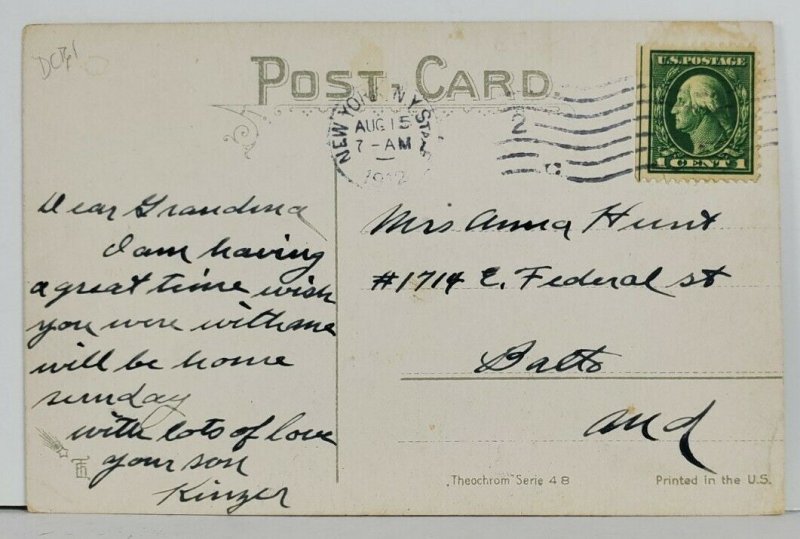 POST CARD
NEW YORK, N.Y. STA
AUG 15
7-AM
1912
2
C
U.S. POSTAGE
1 CENT 1
Dear Grandma
I am having
a great time wish
you were with me
will be home
sunday
with lots of love
your son
Kinzer
Mrs Anna Hunt
#1714 E. Federal st
Balto
Md
Theochrom Serie 48
Printed in the U.S.